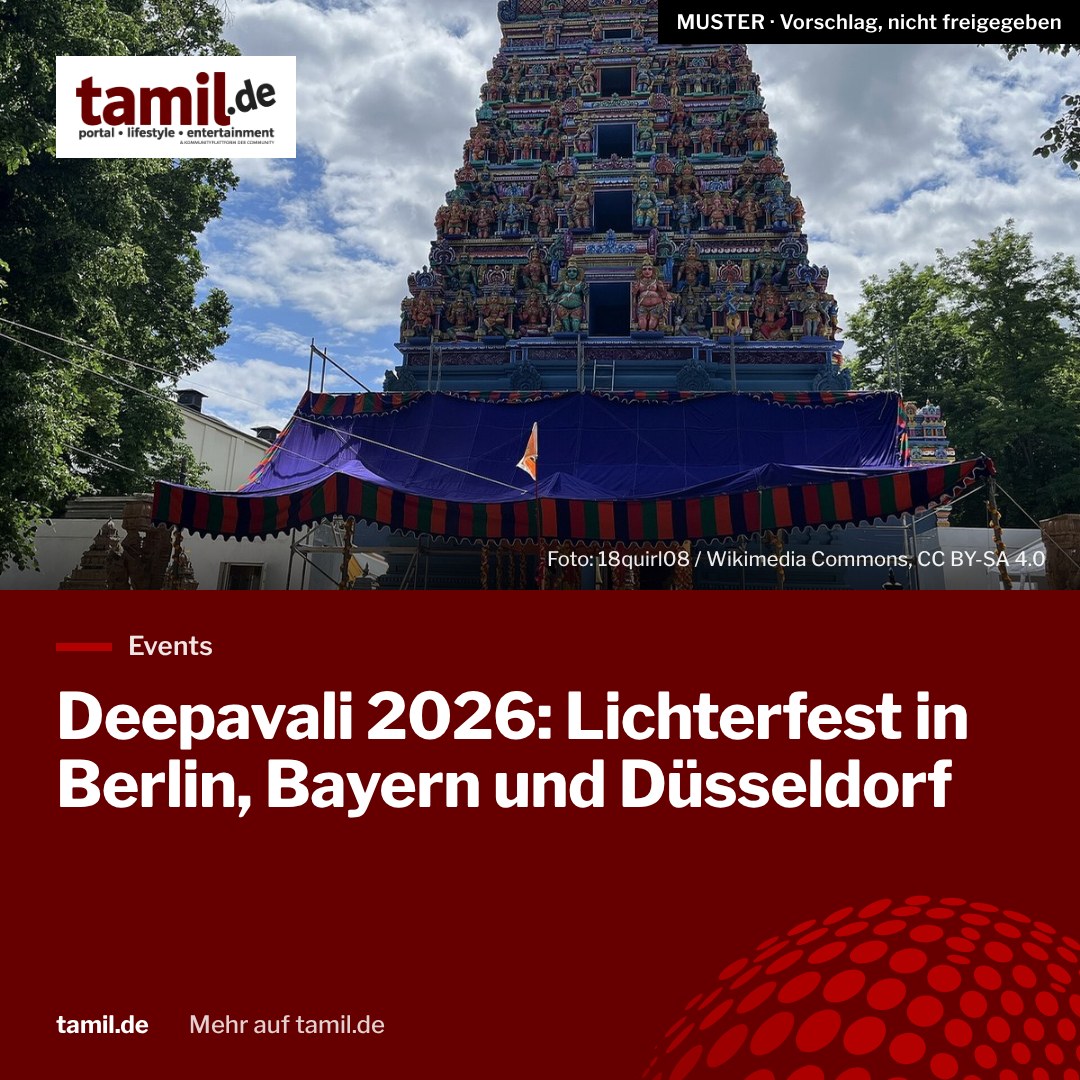 MUSTER · Vorschlag, nicht freigegeben
tamil.de
portal • lifestyle • entertainment
Foto: 18quirl08 / Wikimedia Commons, CC BY-SA 4.0
Events
Deepavali 2026: Lichterfest in
Berlin, Bayern und Düsseldorf
tamil.de Mehr auf tamil.de